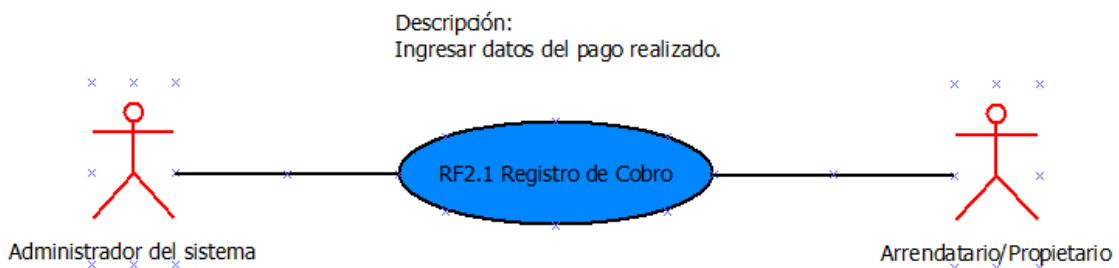 Descripción:
Ingresar datos del pago realizado.
RF2.1 Registro de Cobro
Administrador del sistema
Arrendatario/Propietario